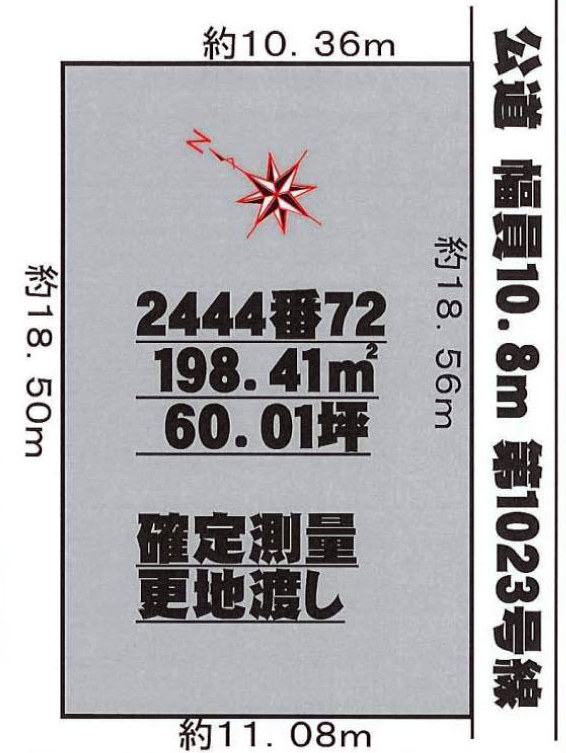 約10.36m
N
公道 幅員10.8m 第1023号線
約18.50m
約18.56m
2444番72
198.41㎡
60.01坪
確定測量
更地渡し
約11.08m